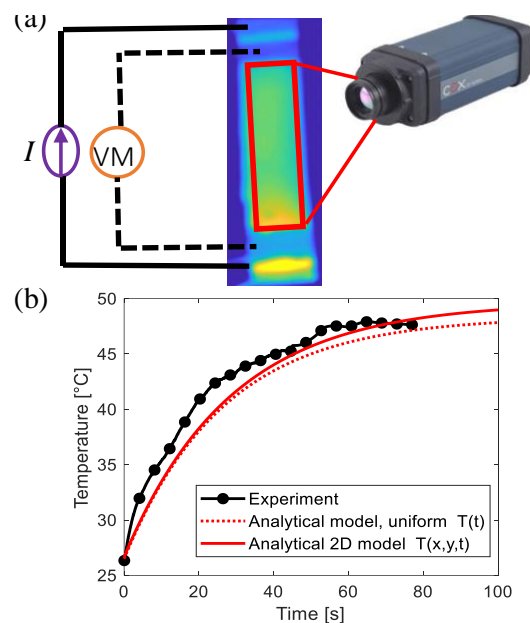 (a)
I
VM
COX
(b)
Temperature [°C]
50
45
40
35
30
25
Experiment
Analytical model, uniform T(t)
Analytical 2D model T(x,y,t)
0 20 40 60 80 100
Time [s]